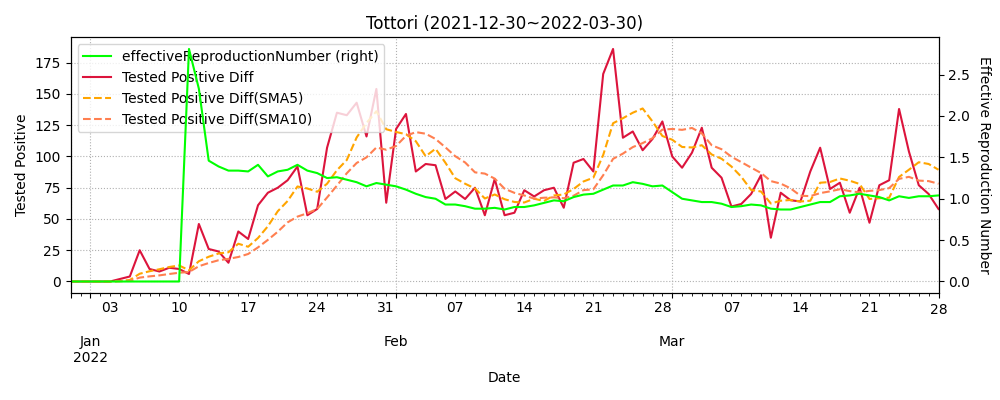 Tottori (2021-12-30~2022-03-30)
effectiveReproductionNumber (right)
Tested Positive Diff
Tested Positive Diff(SMA5)
Tested Positive Diff(SMA10)
Tested Positive
175
150
125
100
75
50
25
0
2.5
2.0
1.5
1.0
0.5
0.0
Effective Reproduction Number
03 10 17 24 31 07 14 21 28 07 14 21 28
Jan Feb Mar
2022
Date